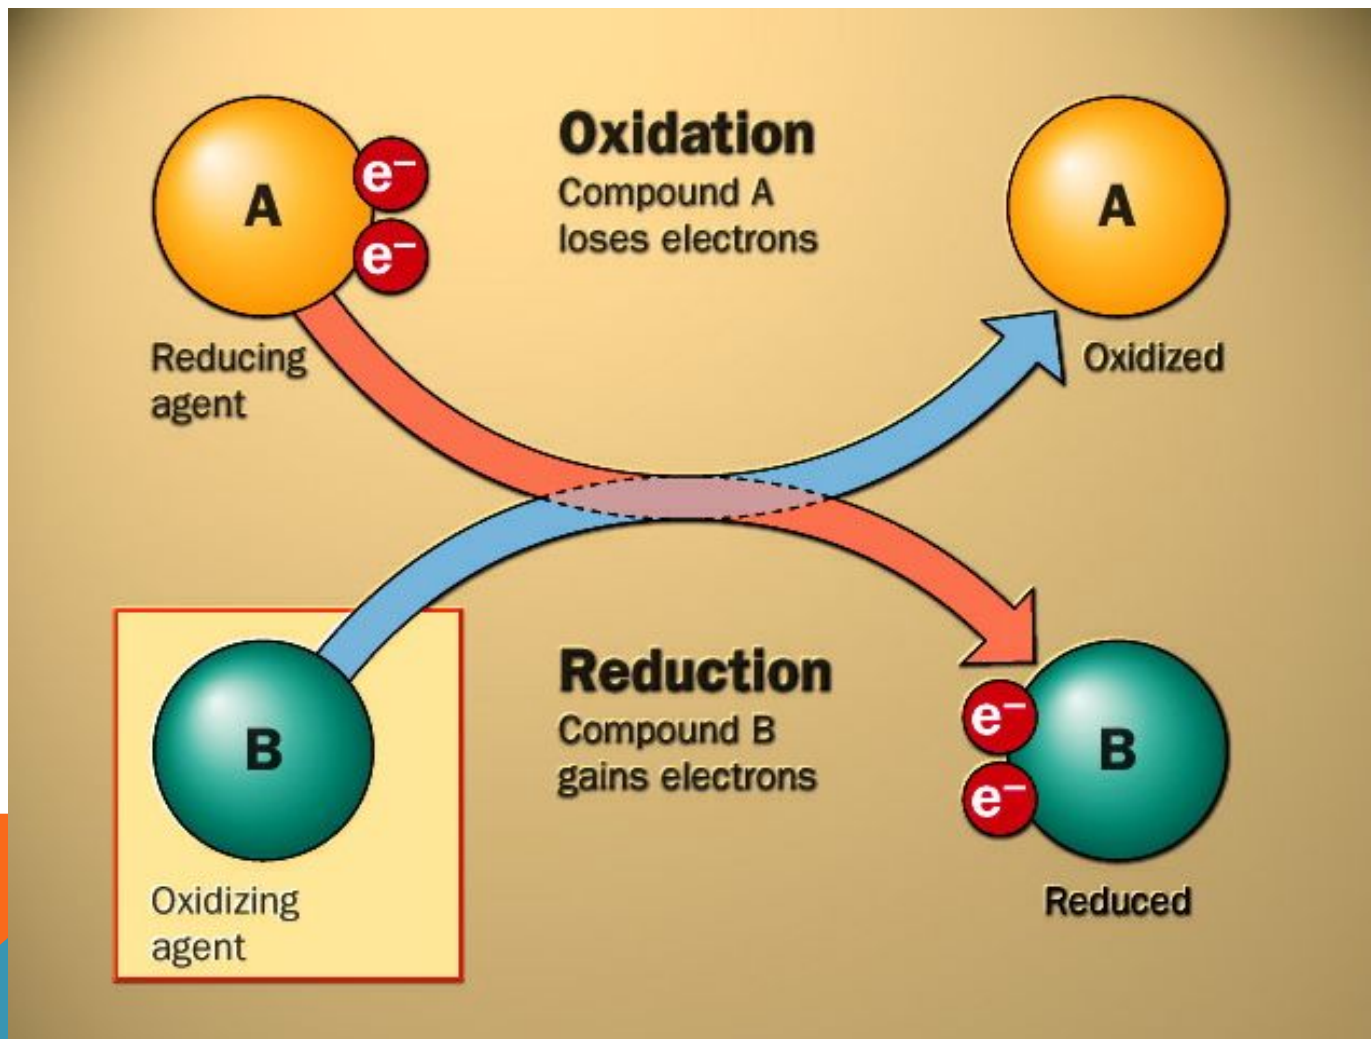 A
e⁻
e⁻
Reducing
agent
Oxidation
Compound A
loses electrons
A
Oxidized
B
Oxidizing
agent
Reduction
Compound B
gains electrons
e⁻
e⁻
B
Reduced